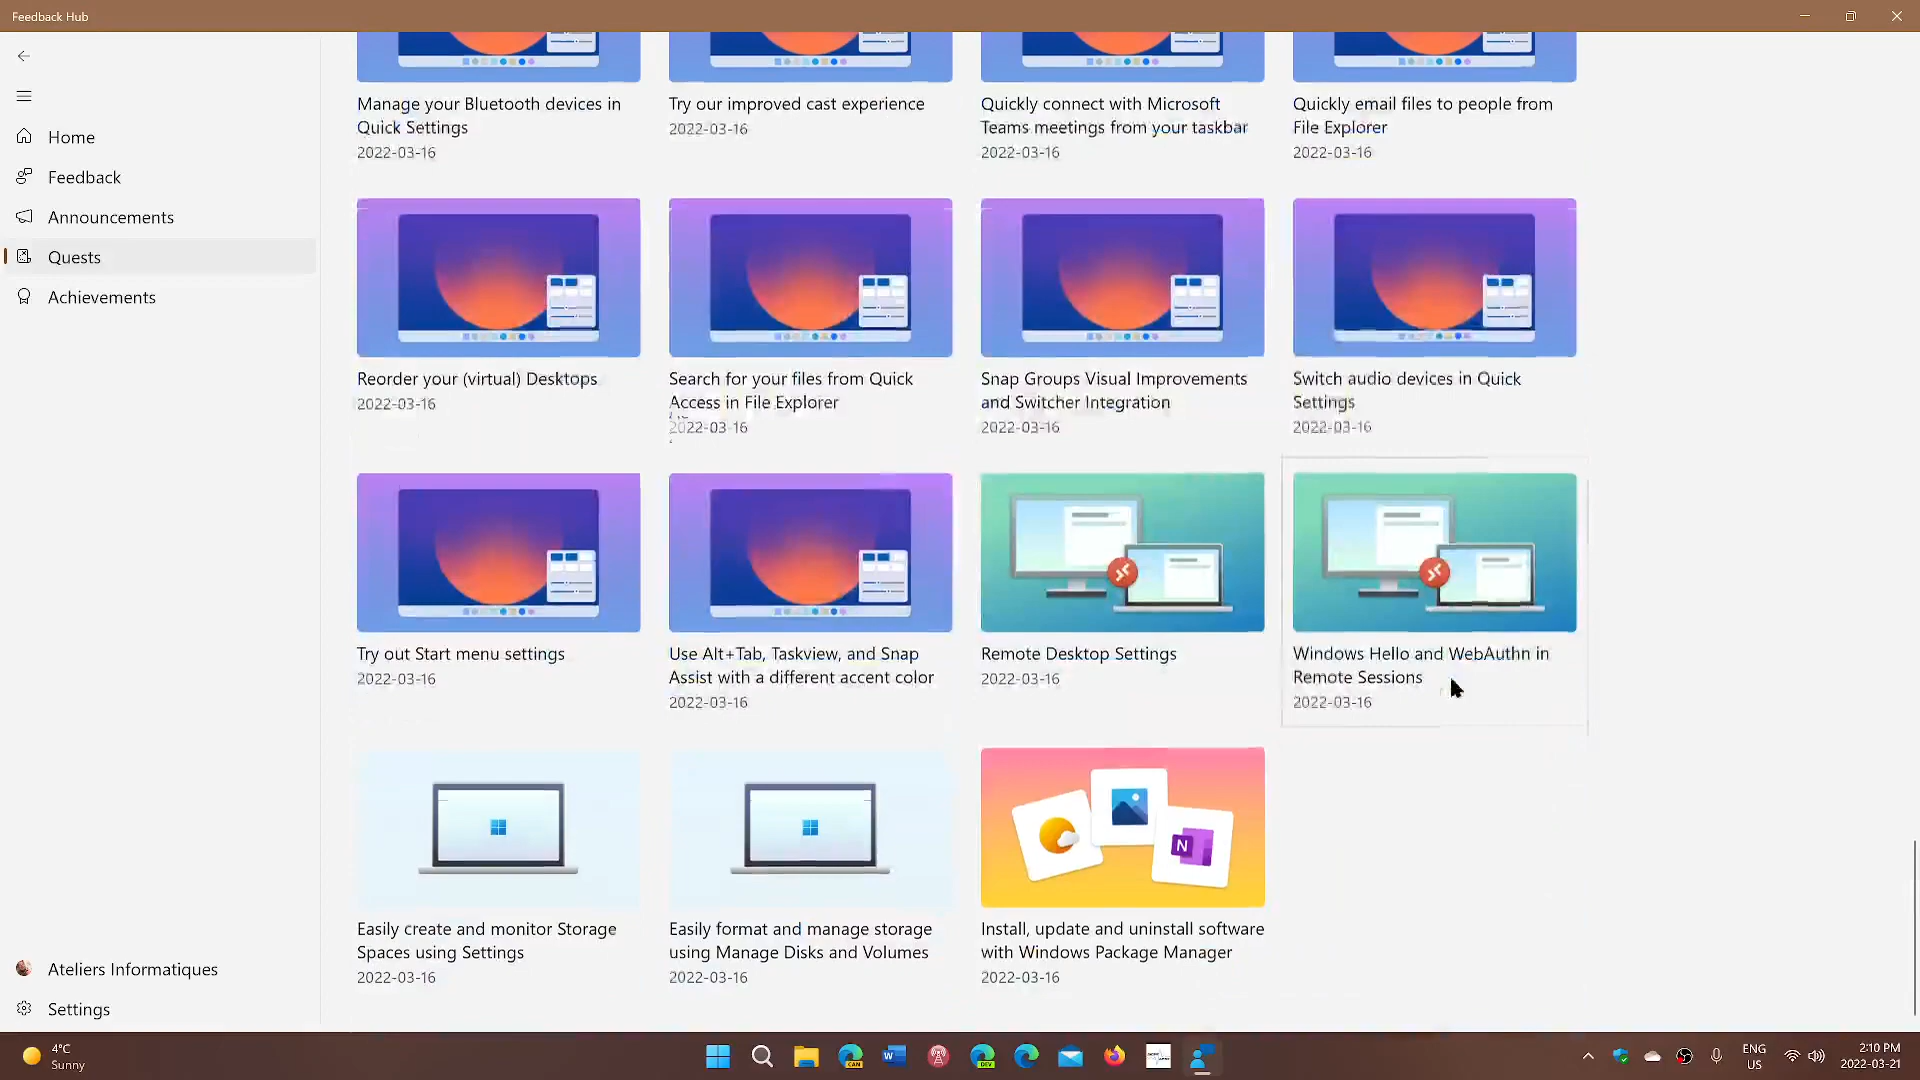 Feedback Hub
Home
Feedback
Announcements
Quests
Achievements
Ateliers Informatiques
Settings
Manage your Bluetooth devices in
Quick Settings
2022-03-16
Try our improved cast experience
2022-03-16
Quickly connect with Microsoft
Teams meetings from your taskbar
2022-03-16
Quickly email files to people from
File Explorer
2022-03-16
Reorder your (virtual) Desktops
2022-03-16
Search for your files from Quick
Access in File Explorer
2022-03-16
Snap Groups Visual Improvements
and Switcher Integration
2022-03-16
Switch audio devices in Quick
Settings
2022-03-16
Try out Start menu settings
2022-03-16
Use Alt+Tab, Taskview, and Snap
Assist with a different accent color
2022-03-16
Remote Desktop Settings
2022-03-16
Windows Hello and WebAuthn in
Remote Sessions
2022-03-16
Easily create and monitor Storage
Spaces using Settings
2022-03-16
Easily format and manage storage
using Manage Disks and Volumes
2022-03-16
N
Install, update and uninstall software
with Windows Package Manager
2022-03-16
4°C
Sunny
CAN
W
DEV
ENG
US
2:10 PM
2022-03-21